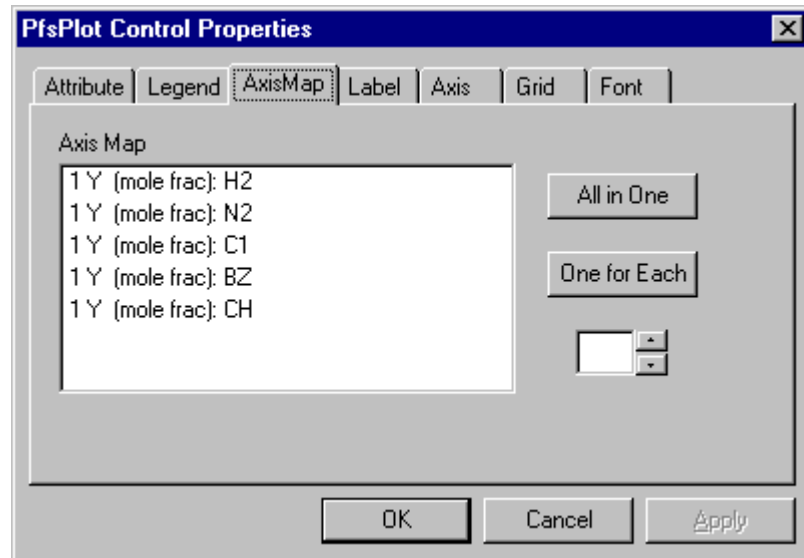 PfsPlot Control Properties
Attribute Legend AxisMap Label Axis Grid Font
Axis Map
1 Y (mole frac): H2
1 Y (mole frac): N2
1 Y (mole frac): C1
1 Y (mole frac): BZ
1 Y (mole frac): CH
All in One
One for Each
OK Cancel Apply